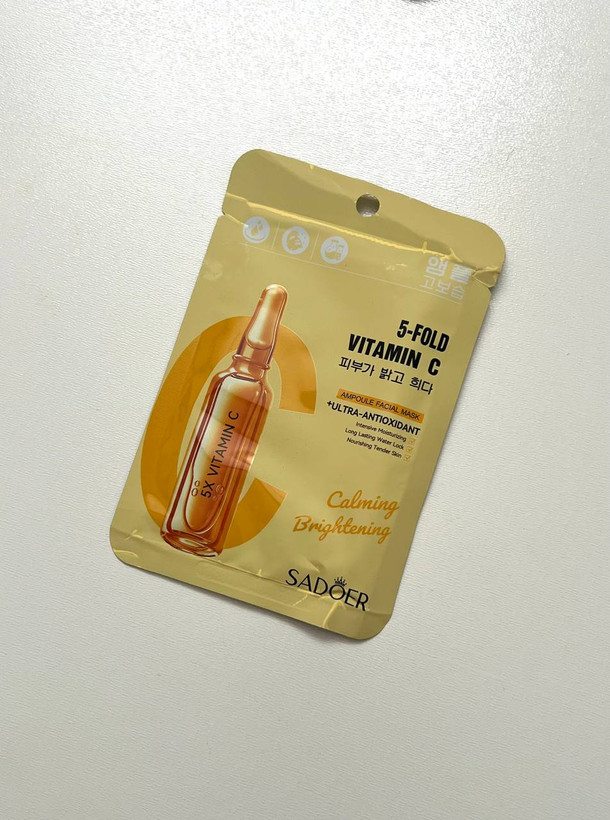 앰플
고보습
5-FOLD
VITAMIN C
피부가 밝고 희다
AMPOULE FACIAL MASK
+ULTRA-ANTIOXIDANT
Intensive Moisturizing
Long Lasting Water Lock
Nourishing Tender Skin
5X VITAMIN C
Calming
Brightening
SADOER